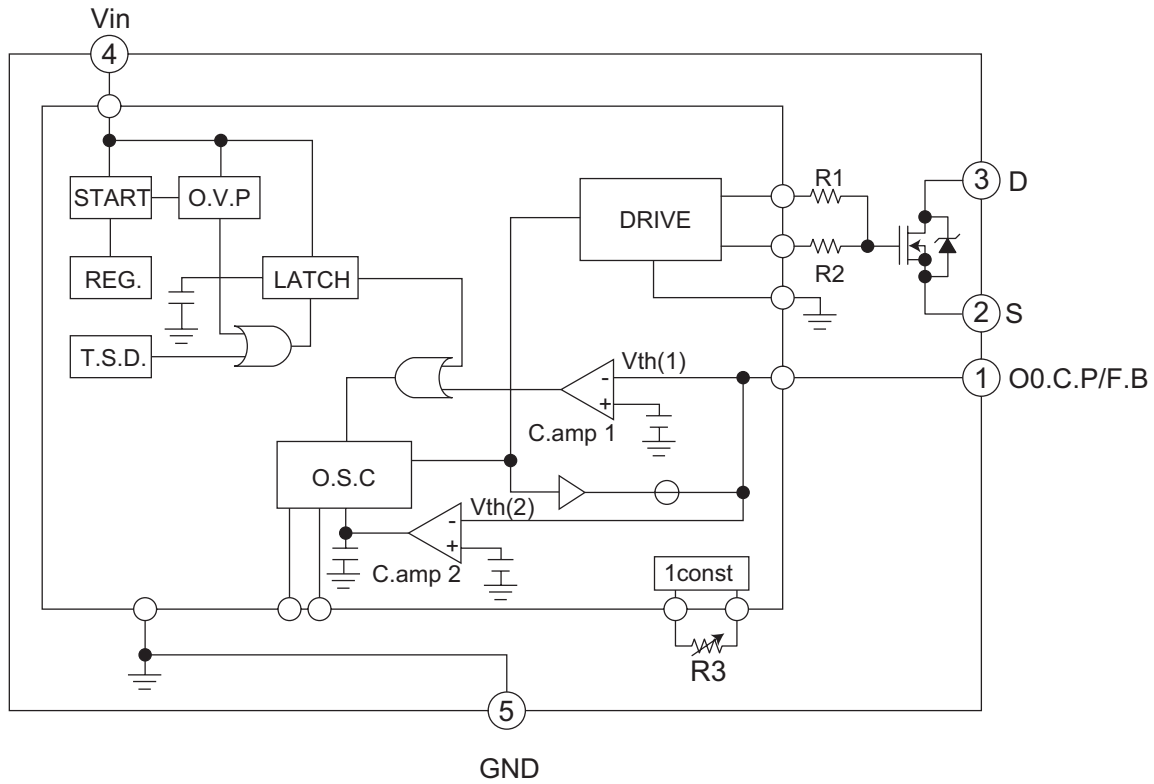 Vin
4
START
O.V.P
REG.
LATCH
T.S.D.
DRIVE
R1
R2
3 D
2 S
1 O0.C.P/F.B
Vth(1)
-
+
C.amp 1
O.S.C
Vth(2)
-
+
C.amp 2
1const
R3
5
GND